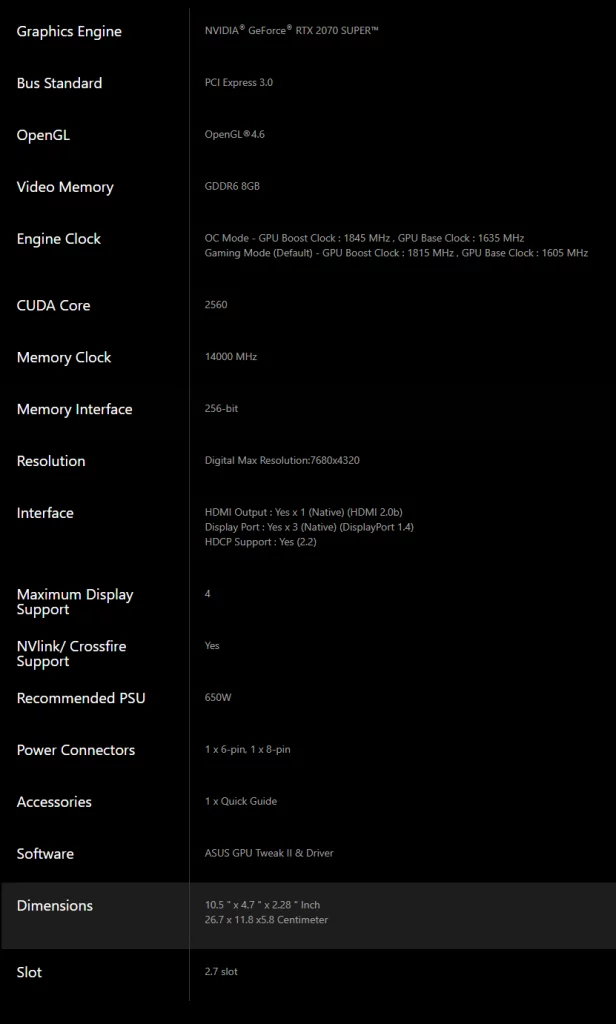 Graphics Engine
NVIDIA® GeForce® RTX 2070 SUPER™
Bus Standard
PCI Express 3.0
OpenGL
OpenGL®4.6
Video Memory
GDDR6 8GB
Engine Clock
OC Mode - GPU Boost Clock : 1845 MHz , GPU Base Clock : 1635 MHz
Gaming Mode (Default) - GPU Boost Clock : 1815 MHz , GPU Base Clock : 1605 MHz
CUDA Core
2560
Memory Clock
14000 MHz
Memory Interface
256-bit
Resolution
Digital Max Resolution:7680x4320
Interface
HDMI Output : Yes x 1 (Native) (HDMI 2.0b)
Display Port : Yes x 3 (Native) (DisplayPort 1.4)
HDCP Support : Yes (2.2)
Maximum Display
Support
4
NVlink/ Crossfire
Support
Yes
Recommended PSU
650W
Power Connectors
1 x 6-pin, 1 x 8-pin
Accessories
1 x Quick Guide
Software
ASUS GPU Tweak II & Driver
Dimensions
10.5 " x 4.7 " x 2.28 " Inch
26.7 x 11.8 x5.8 Centimeter
Slot
2.7 slot